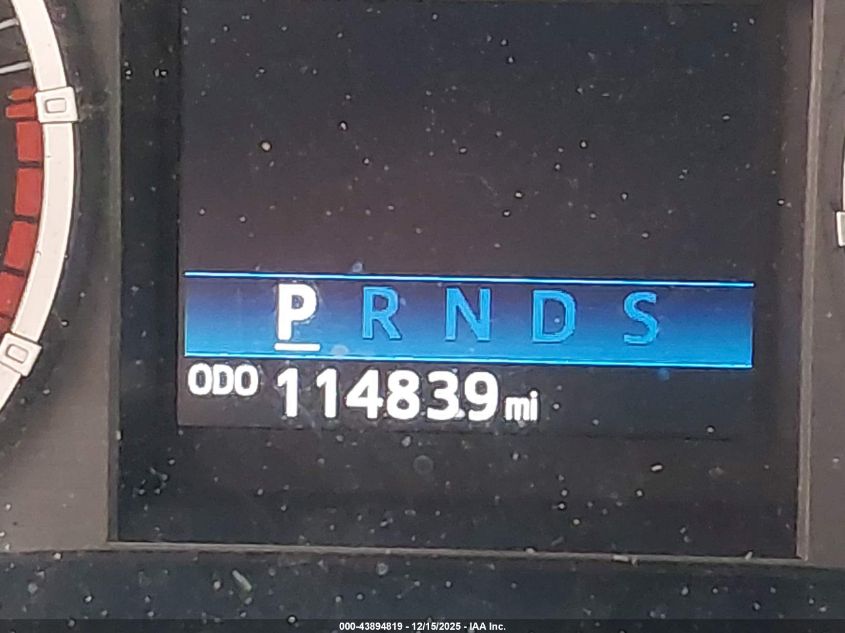 P R N D S
ODO 114839 mi
000-43894819 - 12/15/2025 - IAA Inc.